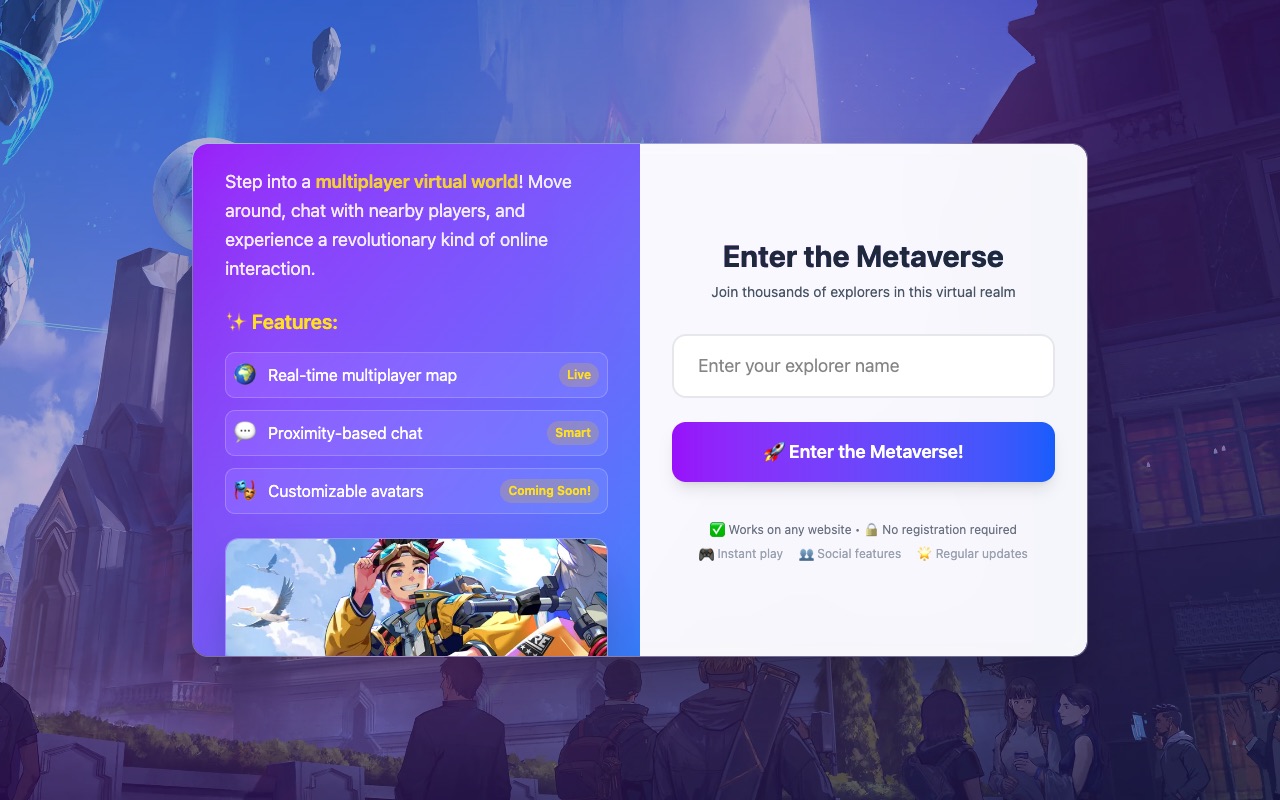 Step into a multiplayer virtual world! Move
around, chat with nearby players, and
experience a revolutionary kind of online
interaction.
✨ Features:
🌍 Real-time multiplayer map Live
💬 Proximity-based chat Smart
🎭 Customizable avatars Coming Soon!
Enter the Metaverse
Join thousands of explorers in this virtual realm
Enter your explorer name
🚀 Enter the Metaverse!
✅ Works on any website • 🔒 No registration required
🎮 Instant play 👥 Social features 🌟 Regular updates